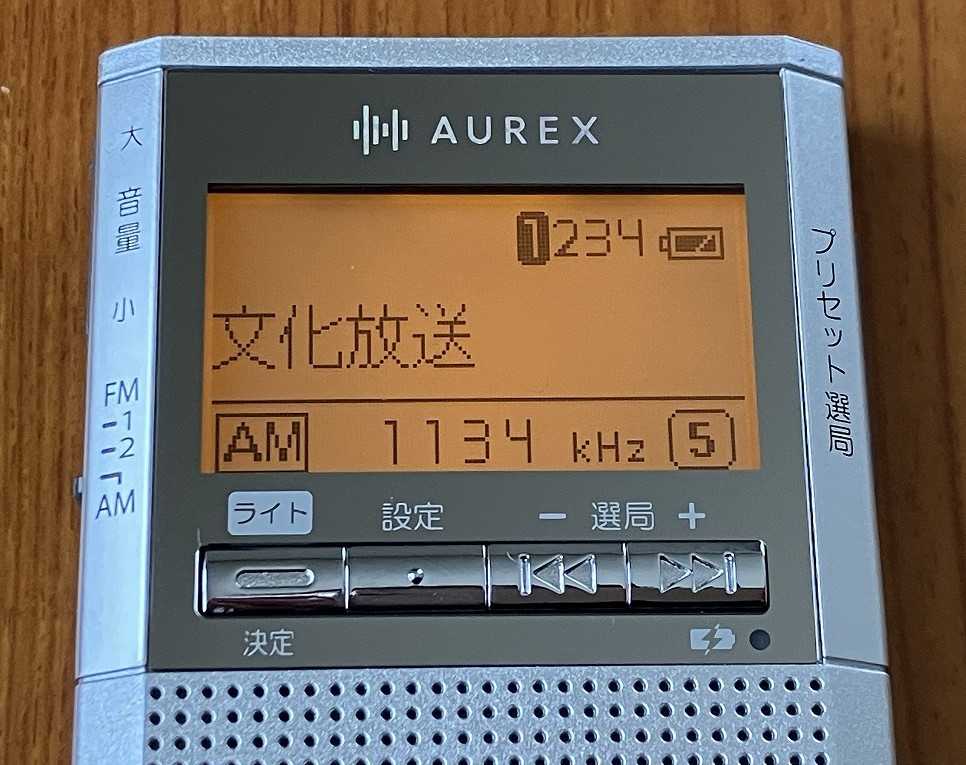 AUREX
大
音量
小
FM
1
2
AM
1234
文化放送
AM 1134 kHz 5
ライト 設定 － 選局 ＋
決定
プリセット選局